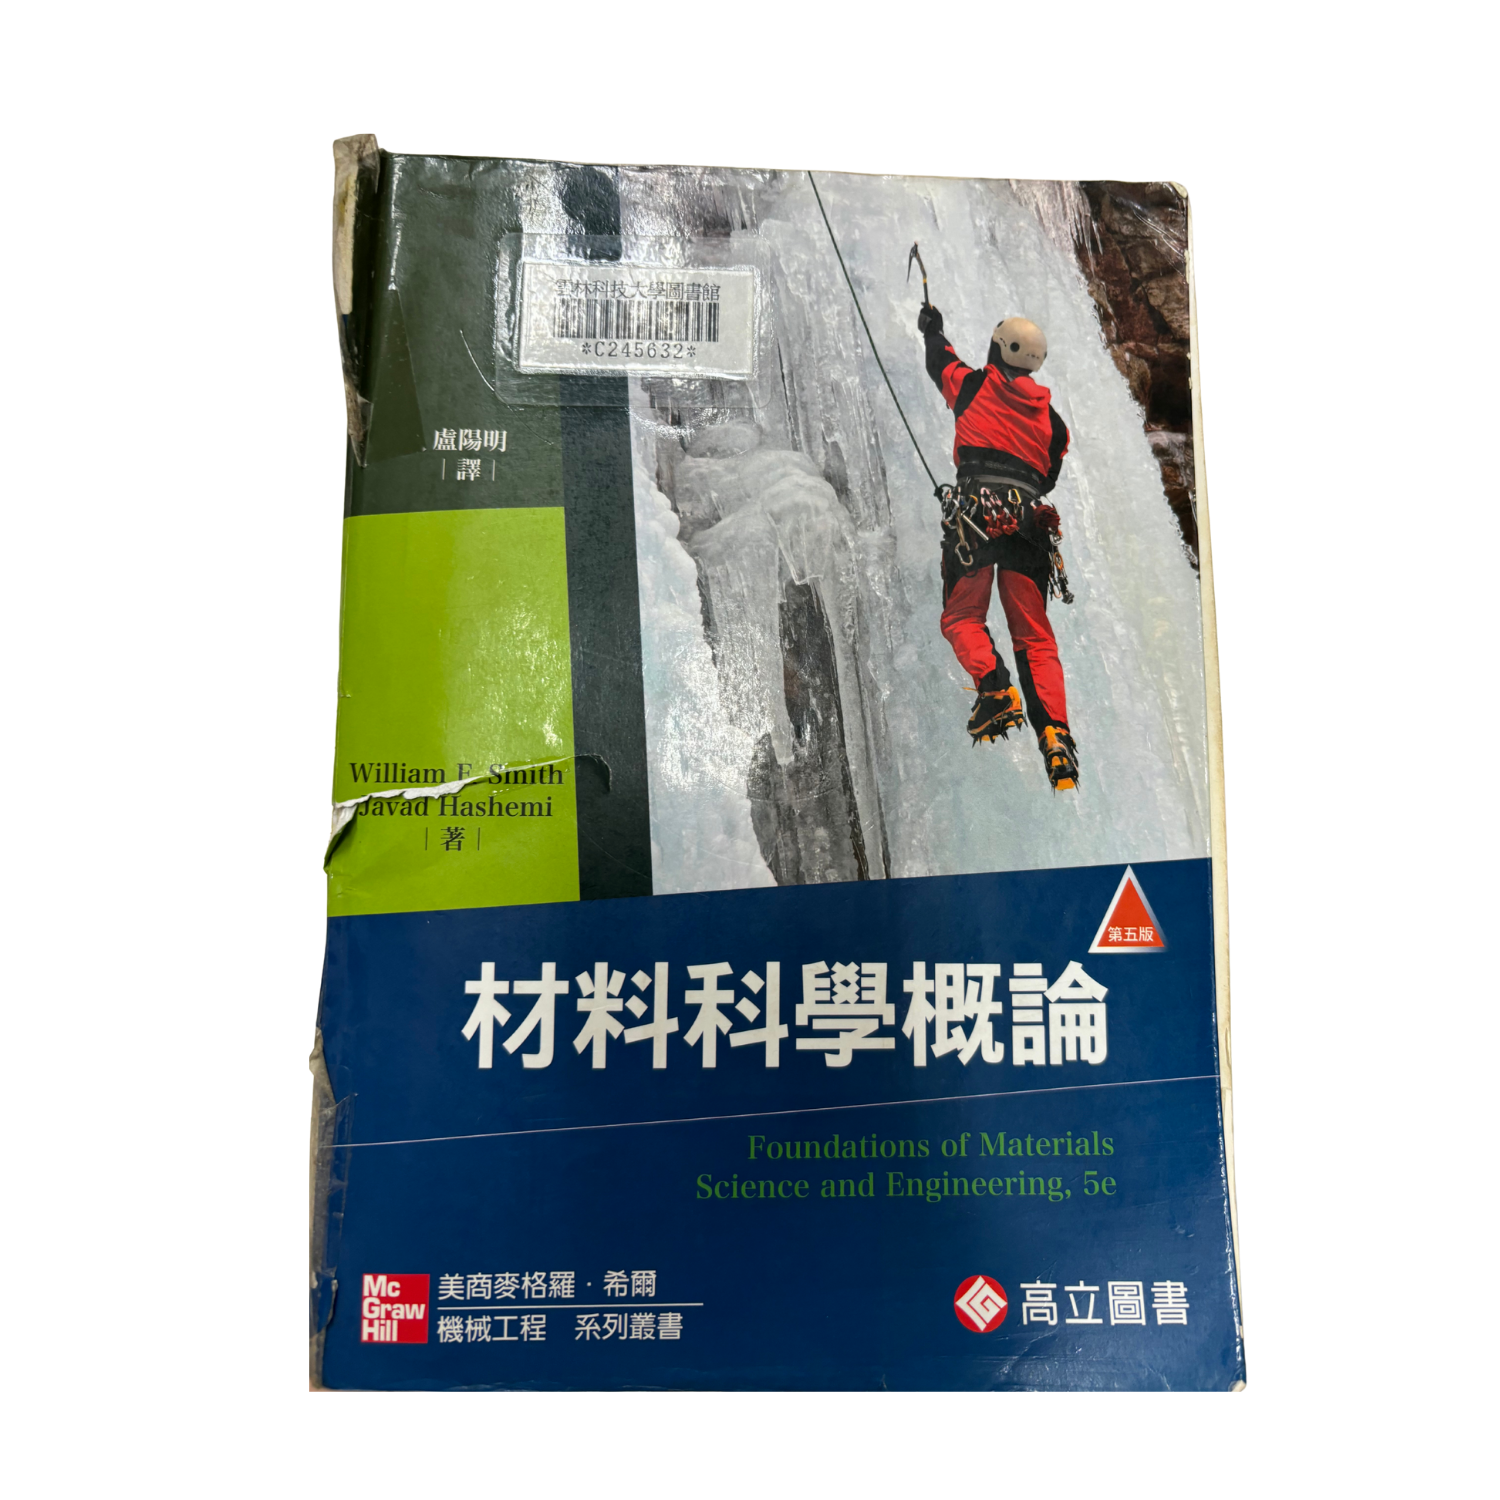 雲林科技大學圖書館
*C245632*
盧陽明
|譯|
William F. Smith
Javad Hashemi
|著|
第五版
材料科學概論
Foundations of Materials
Science and Engineering, 5e
Mc
Graw
Hill
美商麥格羅·希爾
機械工程 系列叢書
高立圖書